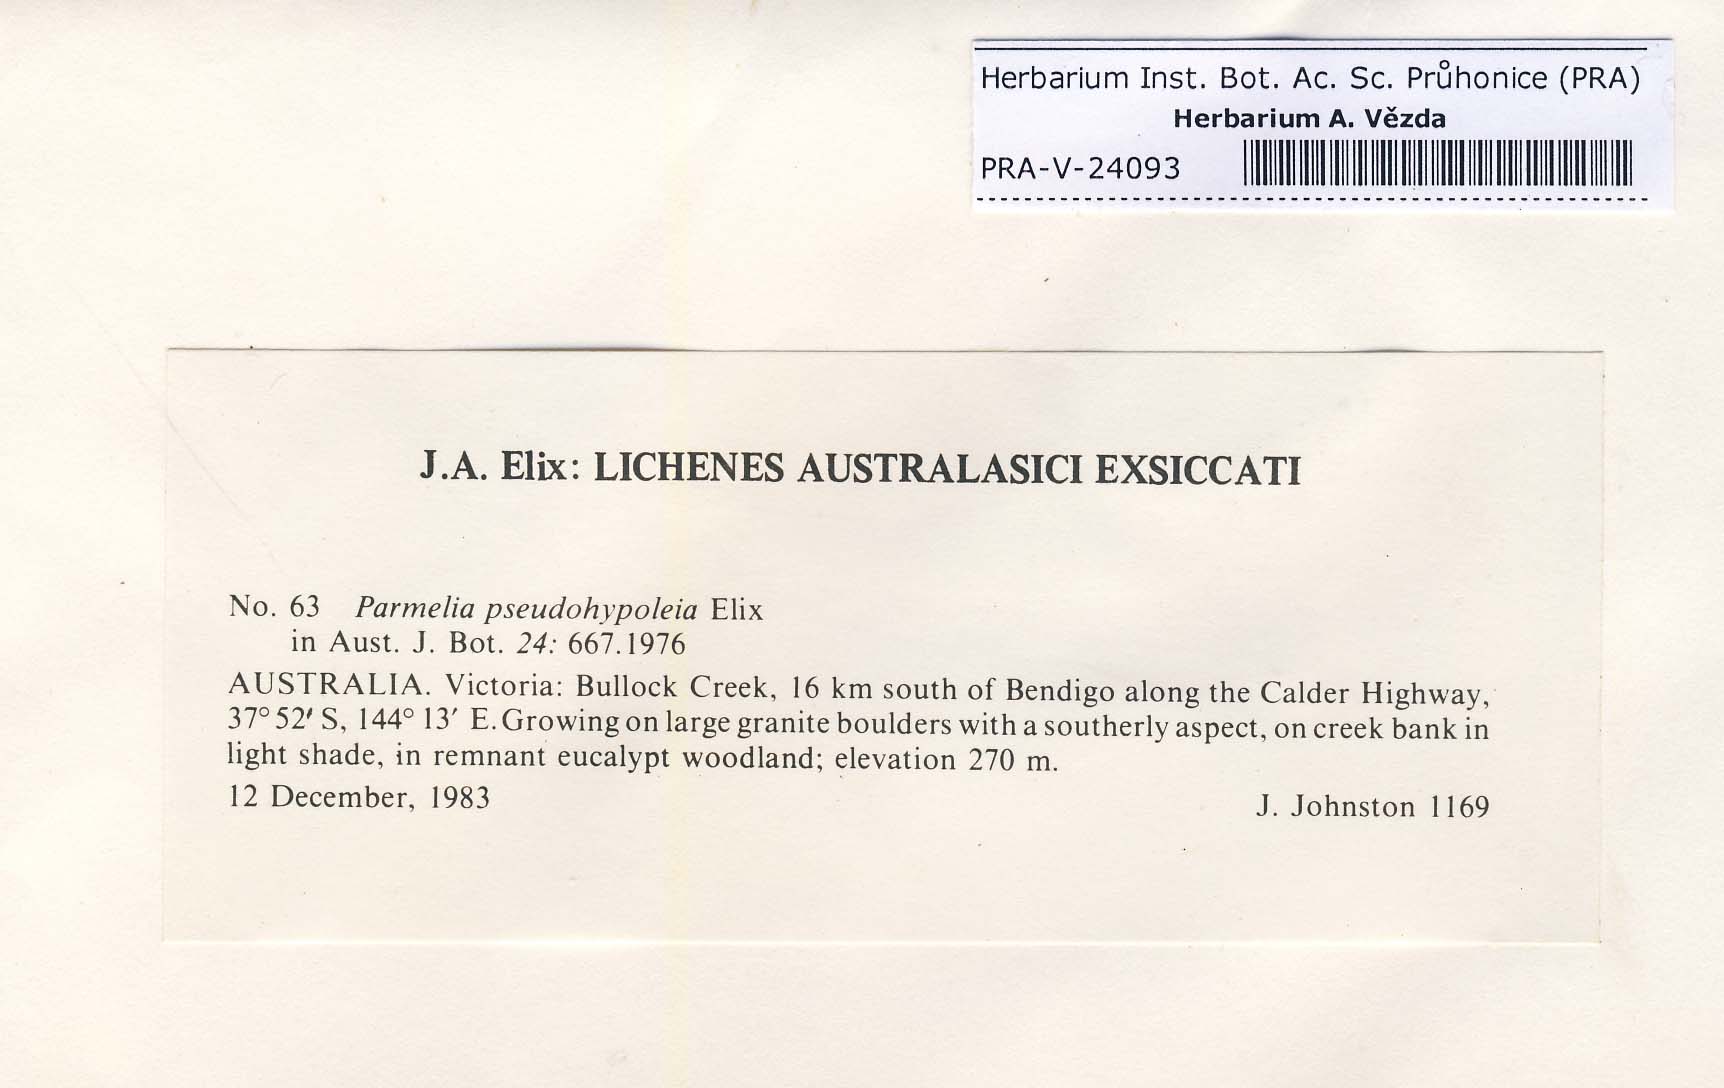 Herbarium Inst. Bot. Ac. Sc. Průhonice (PRA)
Herbarium A. Vězda
PRA-V-24093
J.A. Elix: LICHENES AUSTRALASICI EXSICCATI
No. 63 Parmelia pseudohypoleia Elix
in Aust. J. Bot. 24: 667.1976
AUSTRALIA. Victoria: Bullock Creek, 16 km south of Bendigo along the Calder Highway,
37° 52′ S, 144° 13′ E. Growing on large granite boulders with a southerly aspect, on creek bank in
light shade, in remnant eucalypt woodland; elevation 270 m.
12 December, 1983
J. Johnston 1169